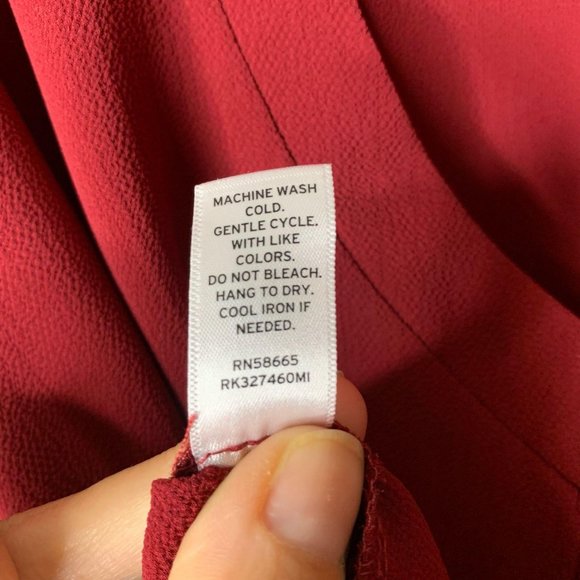 MACHINE WASH
COLD.
GENTLE CYCLE.
WITH LIKE
COLORS.
DO NOT BLEACH.
HANG TO DRY.
COOL IRON IF
NEEDED.
RN58665
RK327460MI